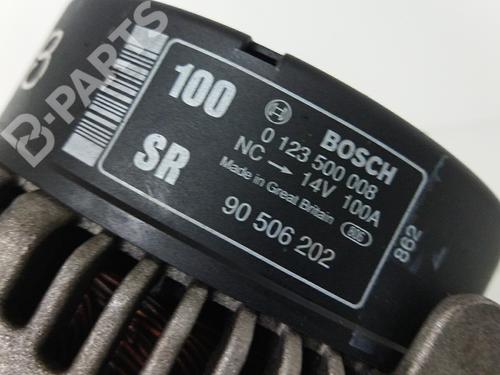 B-PARTS
100
SR
BOSCH
0 123 500 008
NC → 14V 100A
Made in Great Britain
806
90 506 202
862